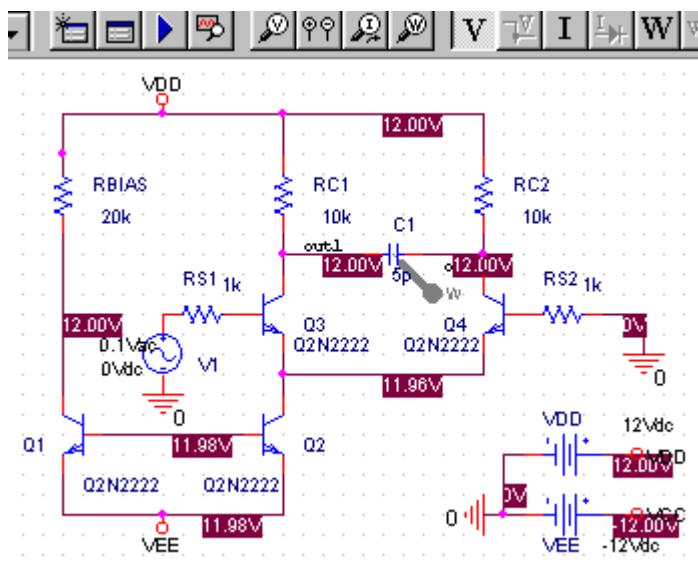 V I W
VDD
12.00V
RBIAS
20k
RC1
10k
RC2
10k
C1
out1
12.00V
5p
12.00V
W
RS1 1k
RS2 1k
12.00V
0.1Vac
0Vdc
V1
Q3
Q2N2222
Q4
Q2N2222
0V
0
11.96V
0
Q1
11.98V
Q2
Q2N2222
Q2N2222
11.98V
VEE
VDD
12Vdc
12.00V
0V
0
-12.00V
VEE
-12Vdc